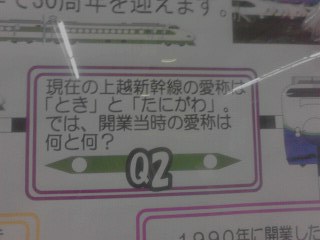 で30周年を迎えます。
現在の上越新幹線の愛称は
「とき」と「たにがわ」。
では、開業当時の愛称は
何と何？
Q2
1990年に開業した